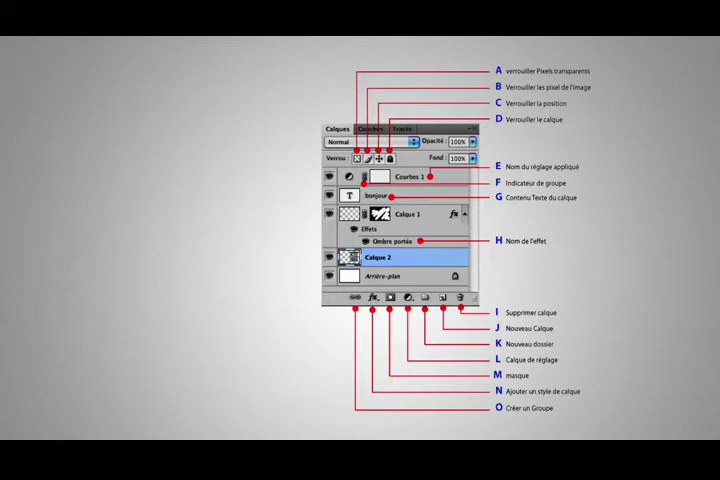 A verrouiller Pixels transparents
B Verrouiller les pixel de l'image
C Verrouiller la position
D Verrouiller le calque
Calques Couches Tracés
Normal Opacité : 100%
Verrou : Fond : 100%
E Nom du réglage appliqué
Courbes 1
F Indicateur de groupe
T bonjour
G Contenu Texte du calque
Calque 1 fx
Effets
Ombre portée
H Nom de l'effet
Calque 2
Arrière-plan
fx
I Supprimer calque
J Nouveau Calque
K Nouveau dossier
L Calque de réglage
M masque
N Ajouter un style de calque
O Créer un Groupe